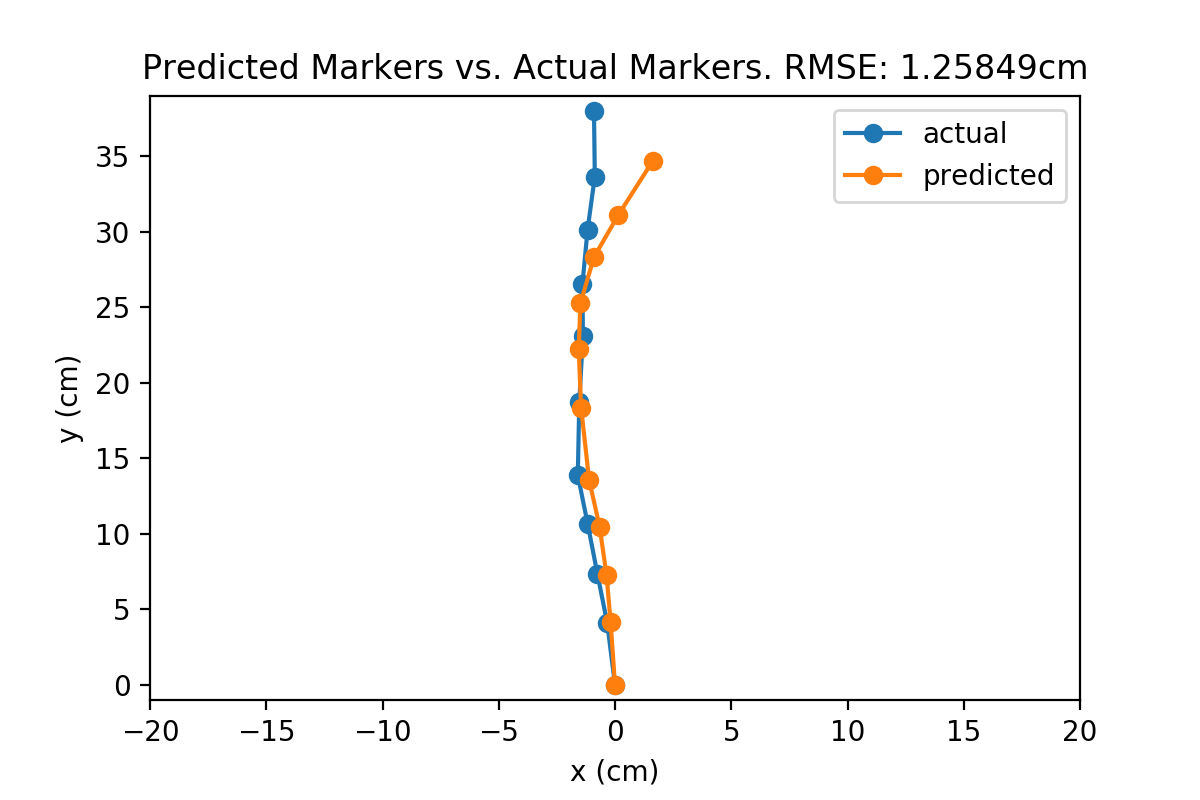 Predicted Markers vs. Actual Markers. RMSE: 1.25849cm
actual
predicted
35
30
25
20
15
10
5
0
y (cm)
−20 −15 −10 −5 0 5 10 15 20
x (cm)